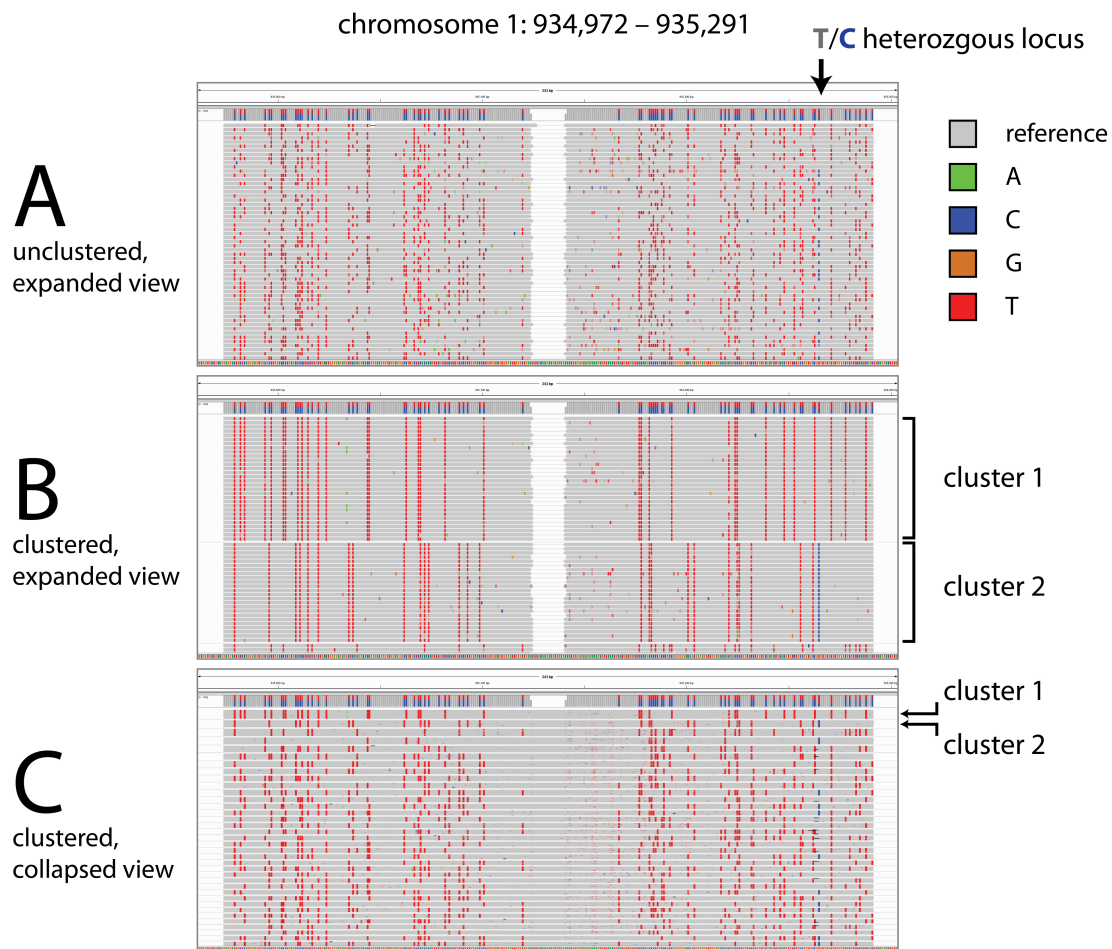 chromosome 1: 934,972 – 935,291
T/C heterozgous locus
reference
A
C
G
T
A
unclustered,
expanded view
B
clustered,
expanded view
cluster 1
cluster 2
C
clustered,
collapsed view
cluster 1
cluster 2